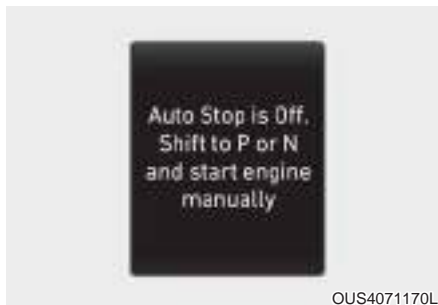 Auto Stop is Off.
Shift to P or N
and start engine
manually
OUS4071170L